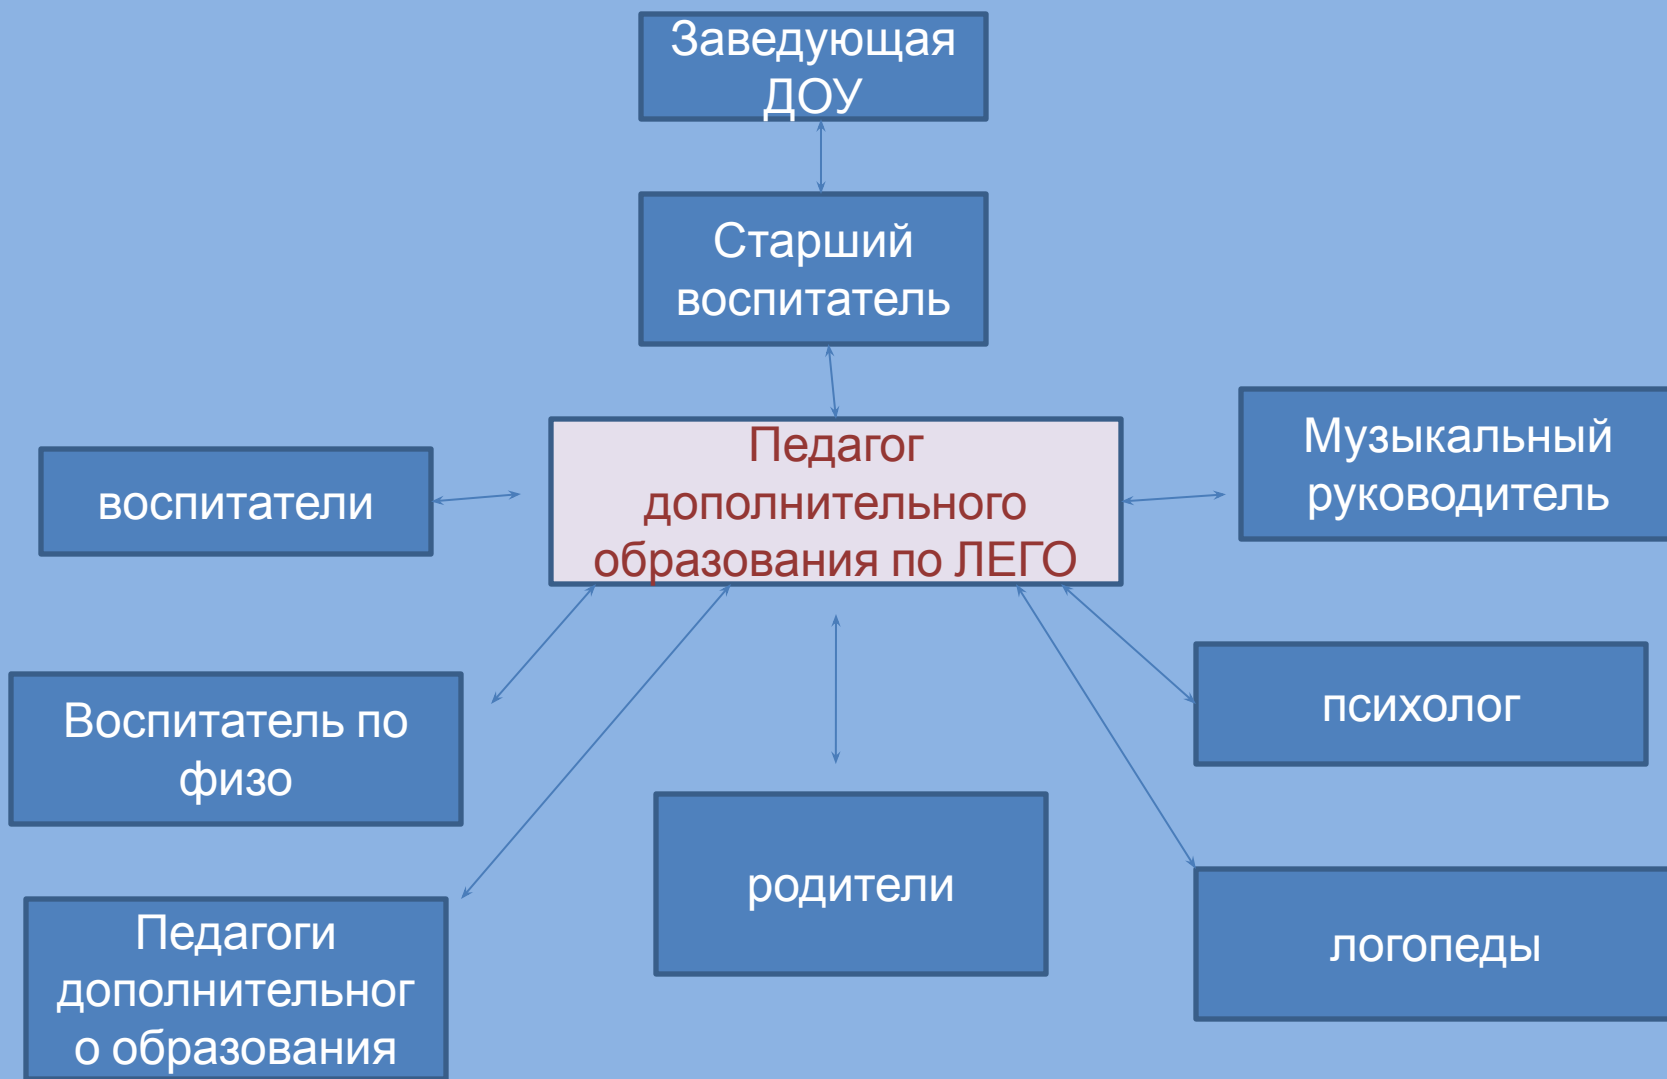 Заведующая
ДОУ
Старший
воспитатель
Педагог
дополнительного
образования по ЛЕГО
воспитатели
Музыкальный
руководитель
Воспитатель по
физо
психолог
Педагоги
дополнительног
о образования
родители
логопеды